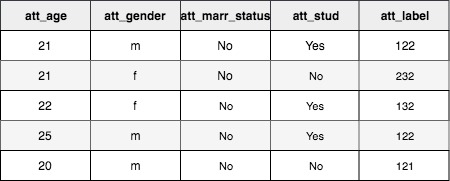 att_age att_gender att_marr_status att_stud att_label
21 m No Yes 122
21 f No No 232
22 f No Yes 132
25 m No Yes 122
20 m No No 121